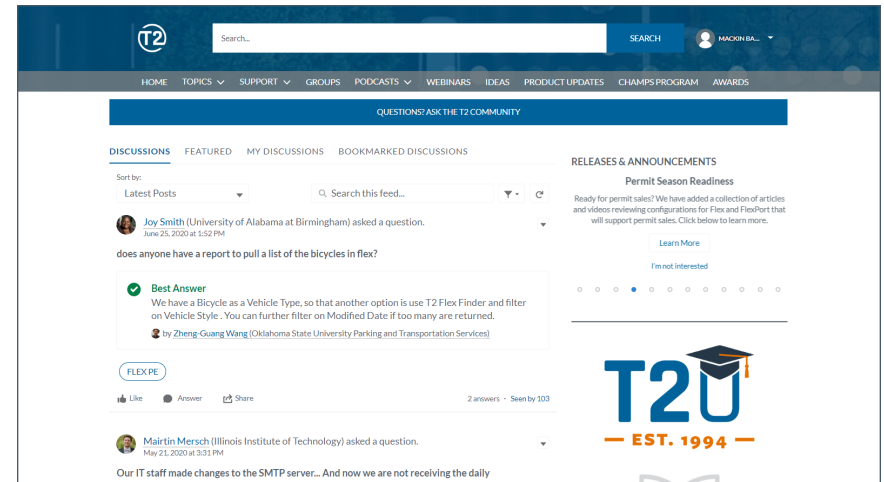 T2
Search...
SEARCH
MACKIN BA...
HOME TOPICS SUPPORT GROUPS PODCASTS WEBINARS IDEAS PRODUCT UPDATES CHAMPS PROGRAM AWARDS
QUESTIONS? ASK THE T2 COMMUNITY
DISCUSSIONS FEATURED MY DISCUSSIONS BOOKMARKED DISCUSSIONS
Sort by:
Latest Posts
Search this feed...
Joy Smith (University of Alabama at Birmingham) asked a question.
June 25, 2020 at 1:52 PM
does anyone have a report to pull a list of the bicycles in flex?
Best Answer
We have a Bicycle as a Vehicle Type, so that another option is use T2 Flex Finder and filter
on Vehicle Style . You can further filter on Modified Date if too many are returned.
by Zheng-Guang Wang (Oklahoma State University Parking and Transportation Services)
FLEX PE
Like Answer Share 2 answers · Seen by 103
Mairtin Mersch (Illinois Institute of Technology) asked a question.
May 21, 2020 at 3:31 PM
Our IT staff made changes to the SMTP server... And now we are not receiving the daily
RELEASES & ANNOUNCEMENTS
Permit Season Readiness
Ready for permit sales? We have added a collection of articles
and videos reviewing configurations for Flex and FlexPort that
will support permit sales. Click below to learn more.
Learn More
I'm not interested
T2U
EST. 1994